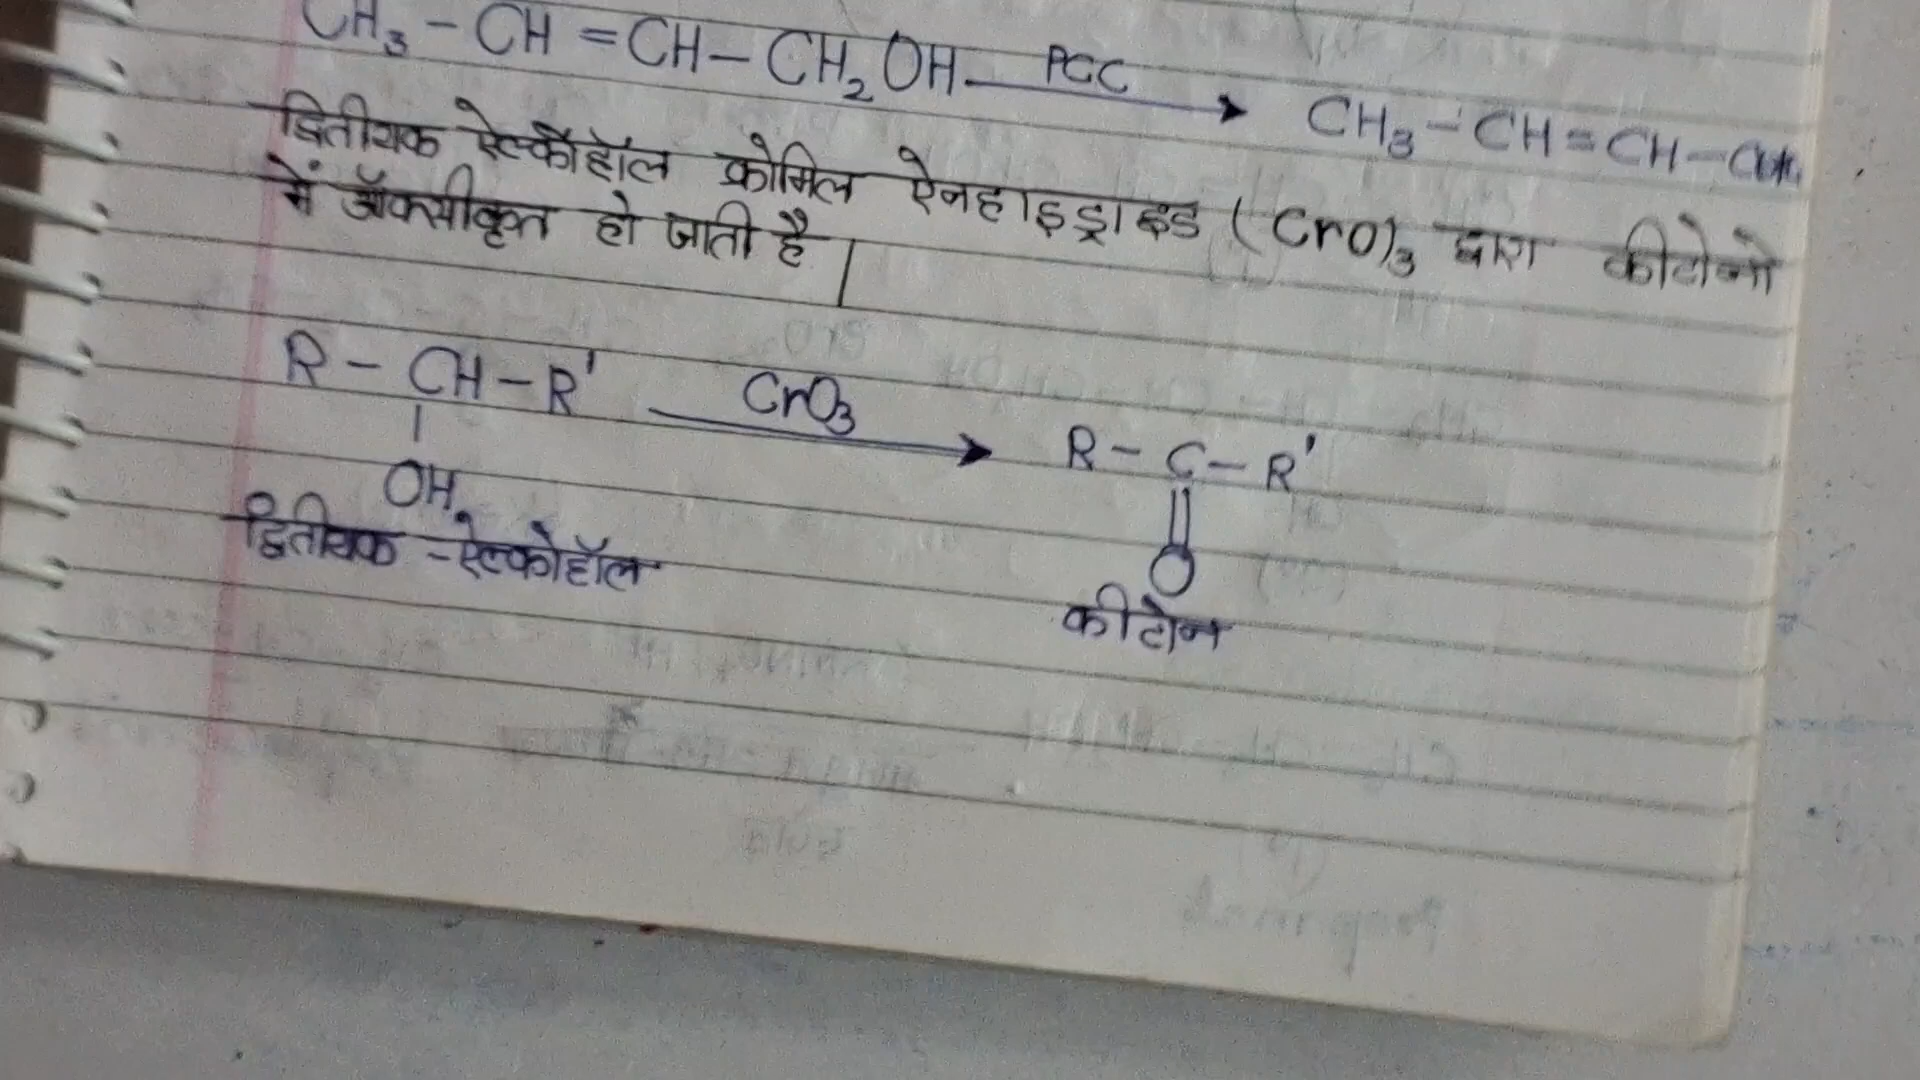 CH₃-CH=CH-CH₂OH PCC → CH₃-CH=CH-
द्वितीयक ऐल्कोहॉल क्रोमिल ऐनहाइड्राइड (CrO)₃ द्वारा कीटोनो
में ऑक्सीकृत हो जाती है |
R-CH-R' CrO₃ → R-C-R'
|
OH
||
O
द्वितीयक-ऐल्कोहॉल
कीटोन